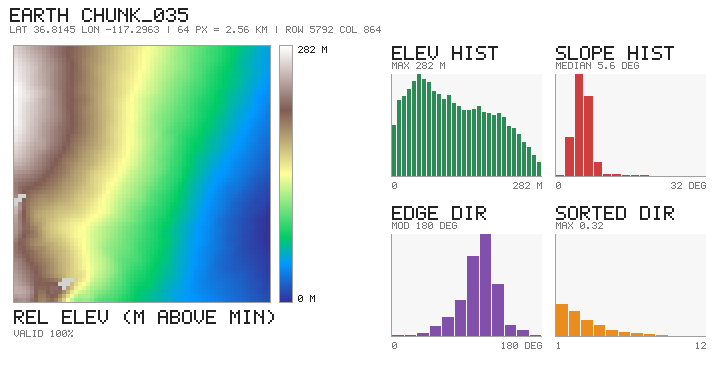 EARTH CHUNK_035
LAT 36.8145 LON -117.2963 | 64 PX = 2.56 KM | ROW 5792 COL 864
282 M
0 M
REL ELEV (M ABOVE MIN)
VALID 100%
ELEV HIST
MAX 282 M
0 282 M
SLOPE HIST
MEDIAN 5.6 DEG
0 32 DEG
EDGE DIR
MOD 180 DEG
0 180 DEG
SORTED DIR
MAX 0.32
1 12